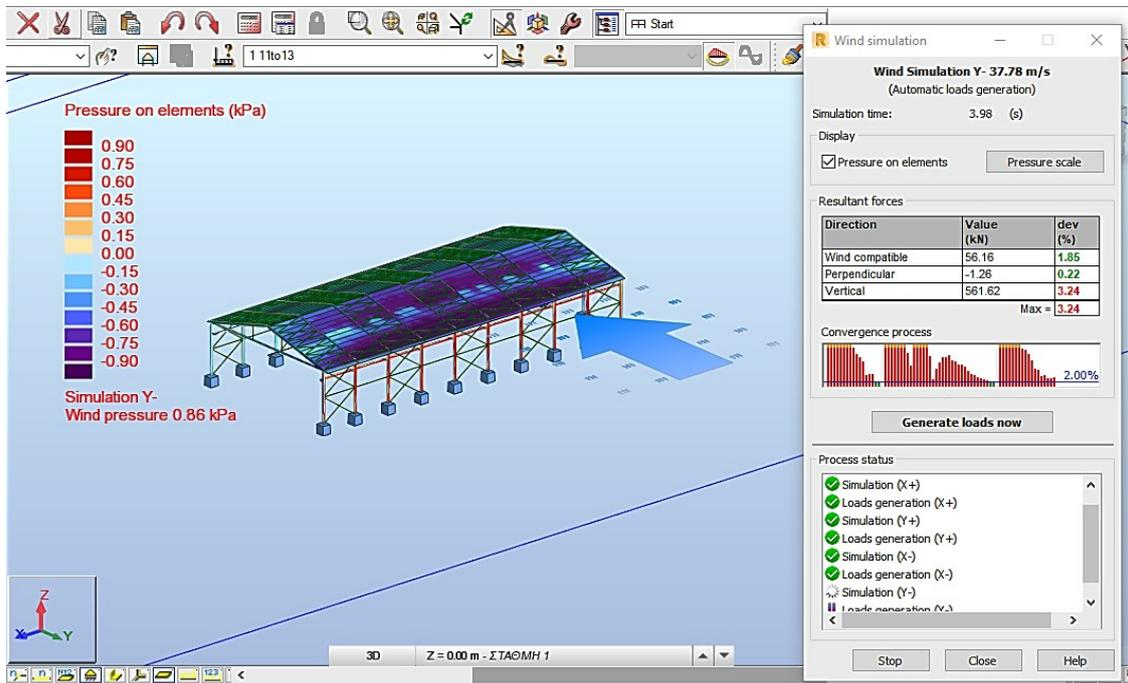 Start
1 11to13
Pressure on elements (kPa)
0.90
0.75
0.60
0.45
0.30
0.15
0.00
-0.15
-0.30
-0.45
-0.60
-0.75
-0.90
Simulation Y-
Wind pressure 0.86 kPa
Z
X
Y
3D
Z = 0.00 m - ΣΤΑΘΜΗ 1
Wind simulation
Wind Simulation Y- 37.78 m/s
(Automatic loads generation)
Simulation time: 3.98 (s)
Display
Pressure on elements
Pressure scale
Resultant forces
Direction Value (kN) dev (%)
Wind compatible 56.16 1.85
Perpendicular -1.26 0.22
Vertical 561.62 3.24
Max = 3.24
Convergence process
2.00%
Generate loads now
Process status
Simulation (X+)
Loads generation (X+)
Simulation (Y+)
Loads generation (Y+)
Simulation (X-)
Loads generation (X-)
Simulation (Y-)
Loads generation (Y-)
Stop Close Help